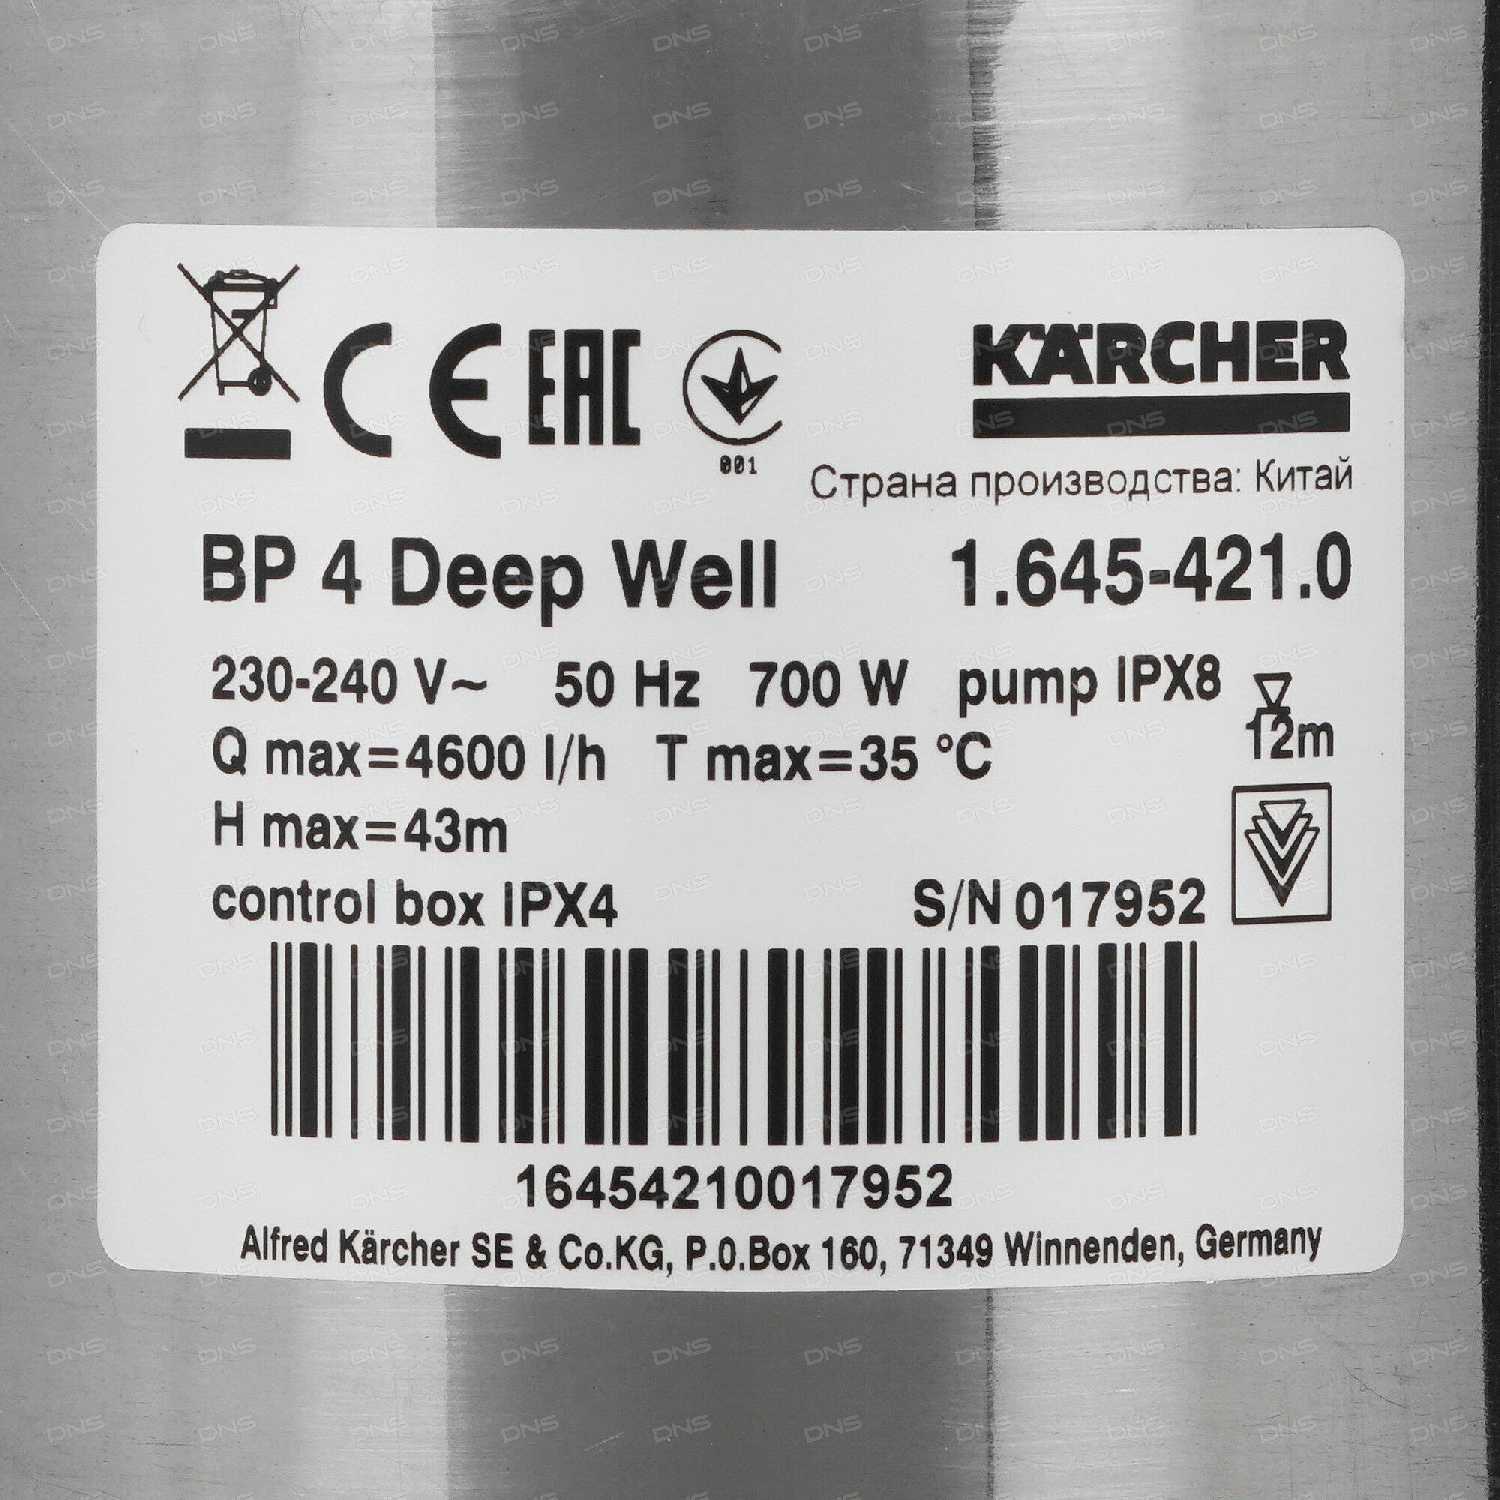 CE EAC
001
KÄRCHER
Страна производства: Китай
BP 4 Deep Well 1.645-421.0
230-240 V~ 50 Hz 700 W pump IPX8
12m
Q max=4600 l/h T max=35 °C
H max=43m
control box IPX4 S/N 017952
16454210017952
Alfred Kärcher SE & Co.KG, P.O.Box 160, 71349 Winnenden, Germany
DNS